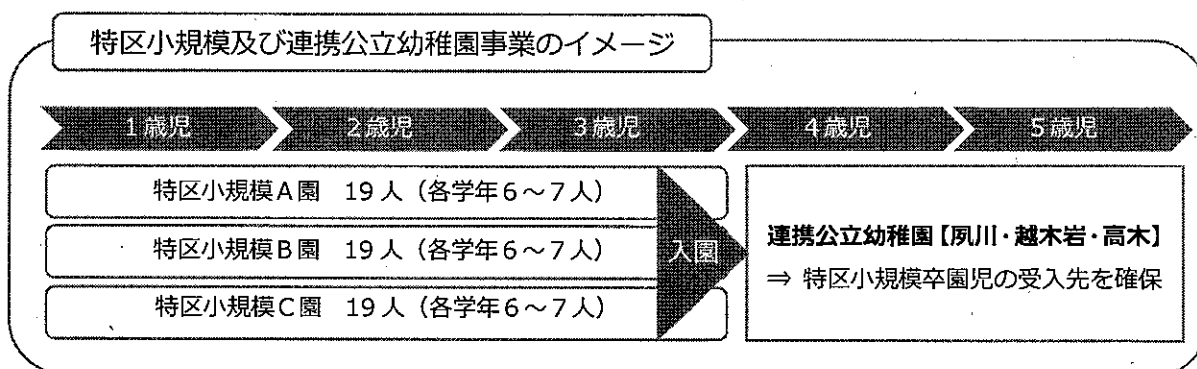 特区小規模及び連携公立幼稚園事業のイメージ
1歳児 2歳児 3歳児 4歳児 5歳児
特区小規模A園 19人（各学年6～7人）
特区小規模B園 19人（各学年6～7人）
特区小規模C園 19人（各学年6～7人）
入園
連携公立幼稚園【夙川・越木岩・高木】
⇒ 特区小規模卒園児の受入先を確保